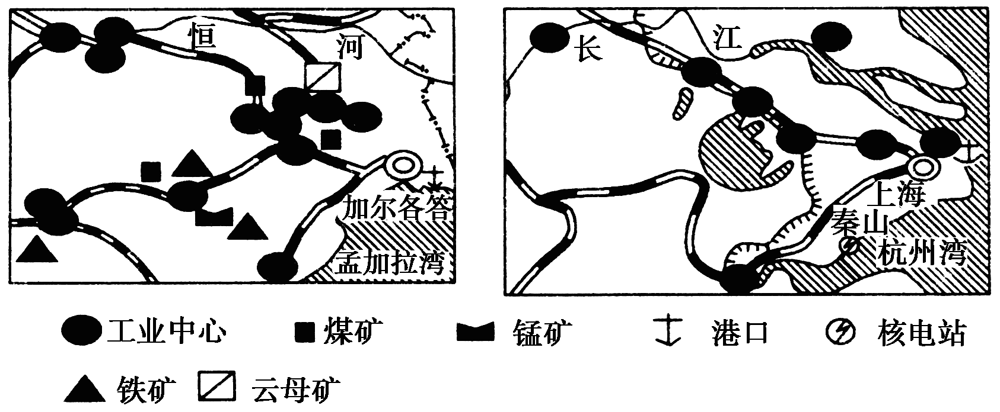 恒
河
加尔各答
孟加拉湾
长
江
上海
秦山
杭州湾
工业中心
煤矿
锰矿
港口
核电站
铁矿
云母矿